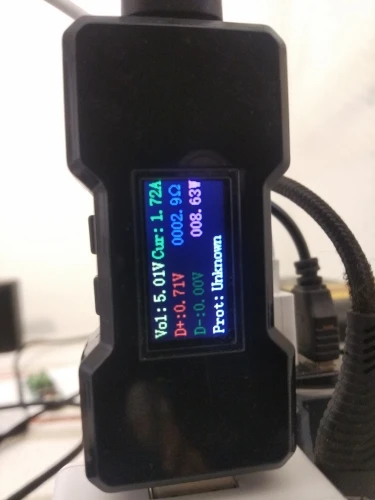 Vol: 5.01V Cur: 1.72A
D+:0.71V 0002.9Ω
D-:0.00V 008.63W
Prot: Unknown